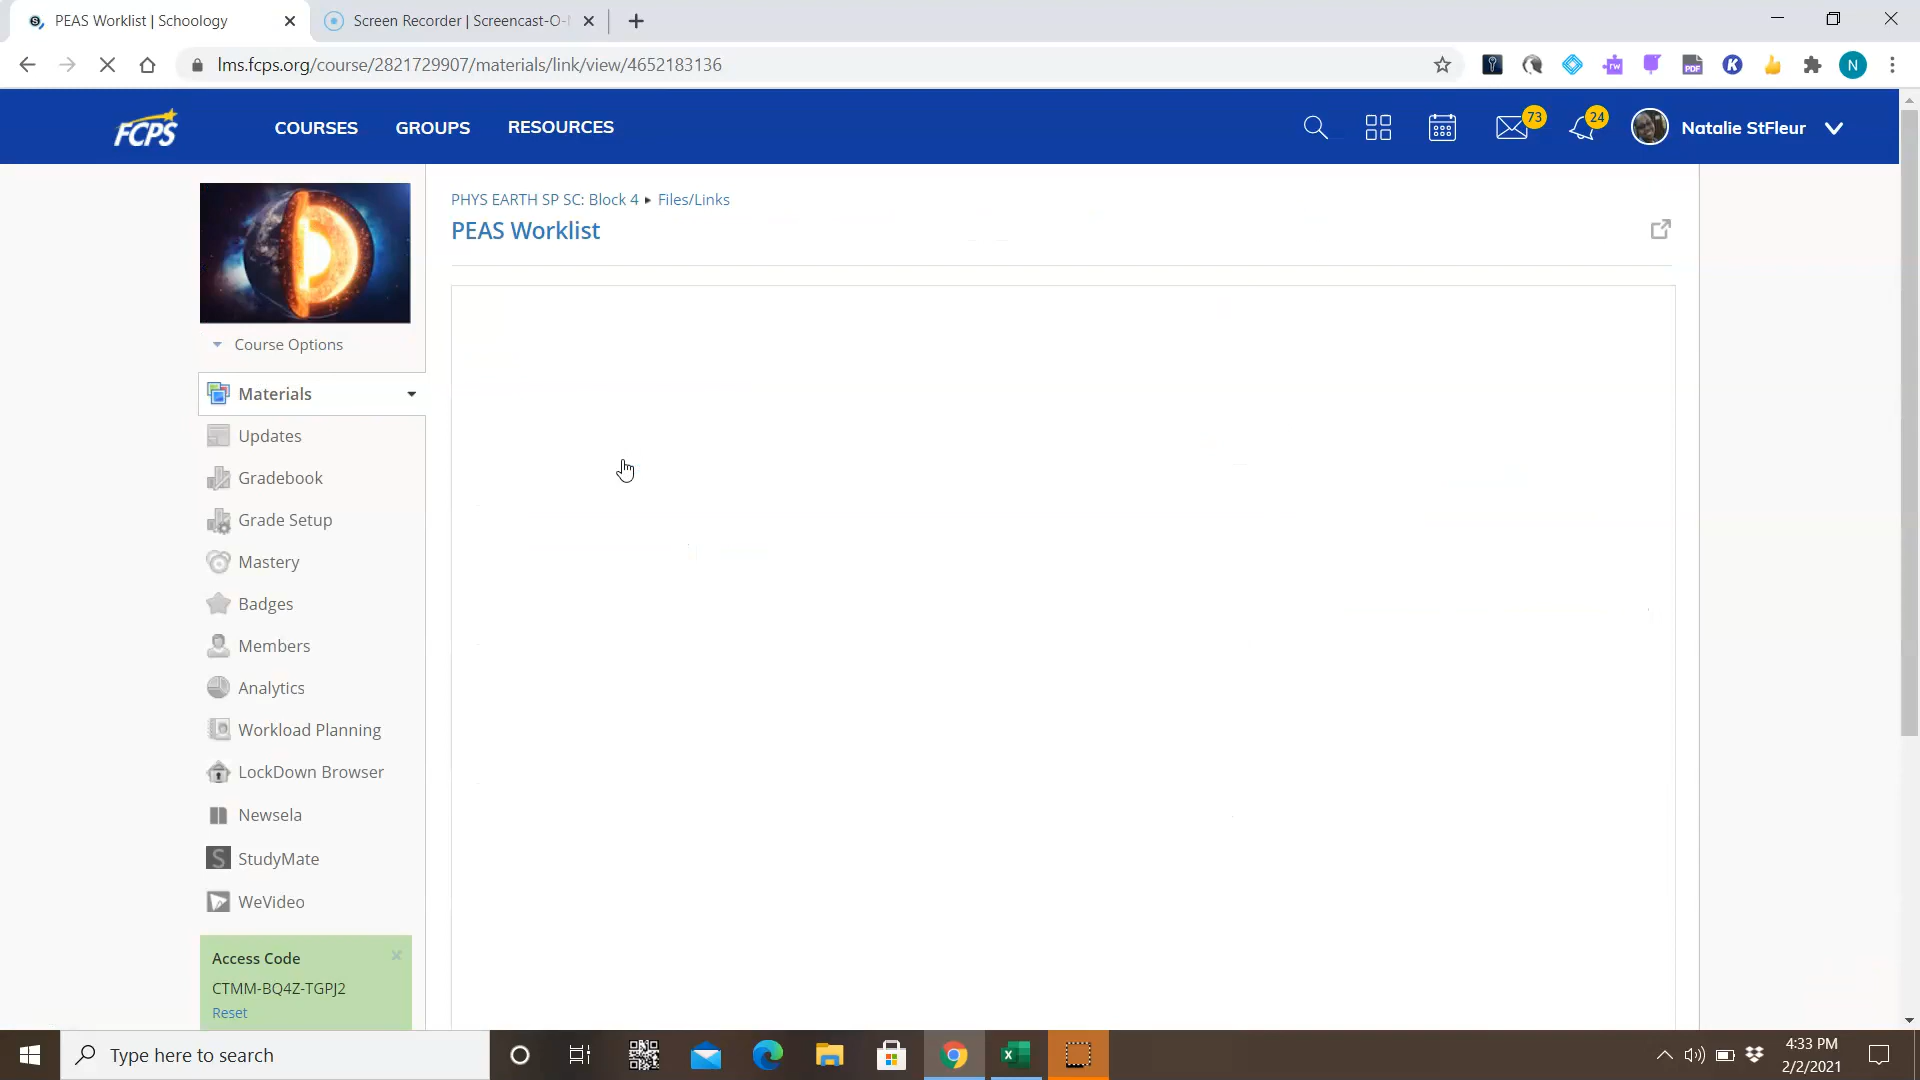 PEAS Worklist | Schoology
Screen Recorder | Screencast-O-
lms.fcps.org/course/2821729907/materials/link/view/4652183136
rw
PDF
K
N
FCPS
COURSES
GROUPS
RESOURCES
73
24
Natalie StFleur
PHYS EARTH SP SC: Block 4 ▸ Files/Links
PEAS Worklist
Course Options
Materials
Updates
Gradebook
Grade Setup
Mastery
Badges
Members
Analytics
Workload Planning
LockDown Browser
Newsela
S StudyMate
WeVideo
Access Code
CTMM-BQ4Z-TGPJ2
Reset
Type here to search
4:33 PM
2/2/2021